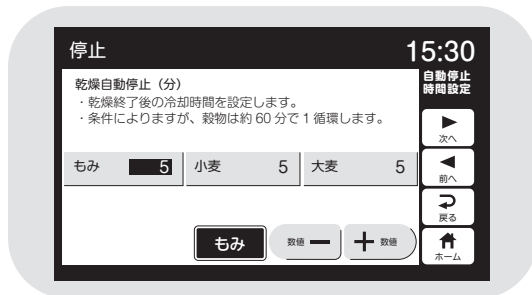 停止
15:30
自動停止
時間設定
乾燥自動停止（分）
・乾燥終了後の冷却時間を設定します。
・条件によりますが、穀物は約 60 分で 1 循環します。
もみ 5 小麦 5 大麦 5
もみ
数値 ー ＋ 数値
次へ
前へ
戻る
ホーム